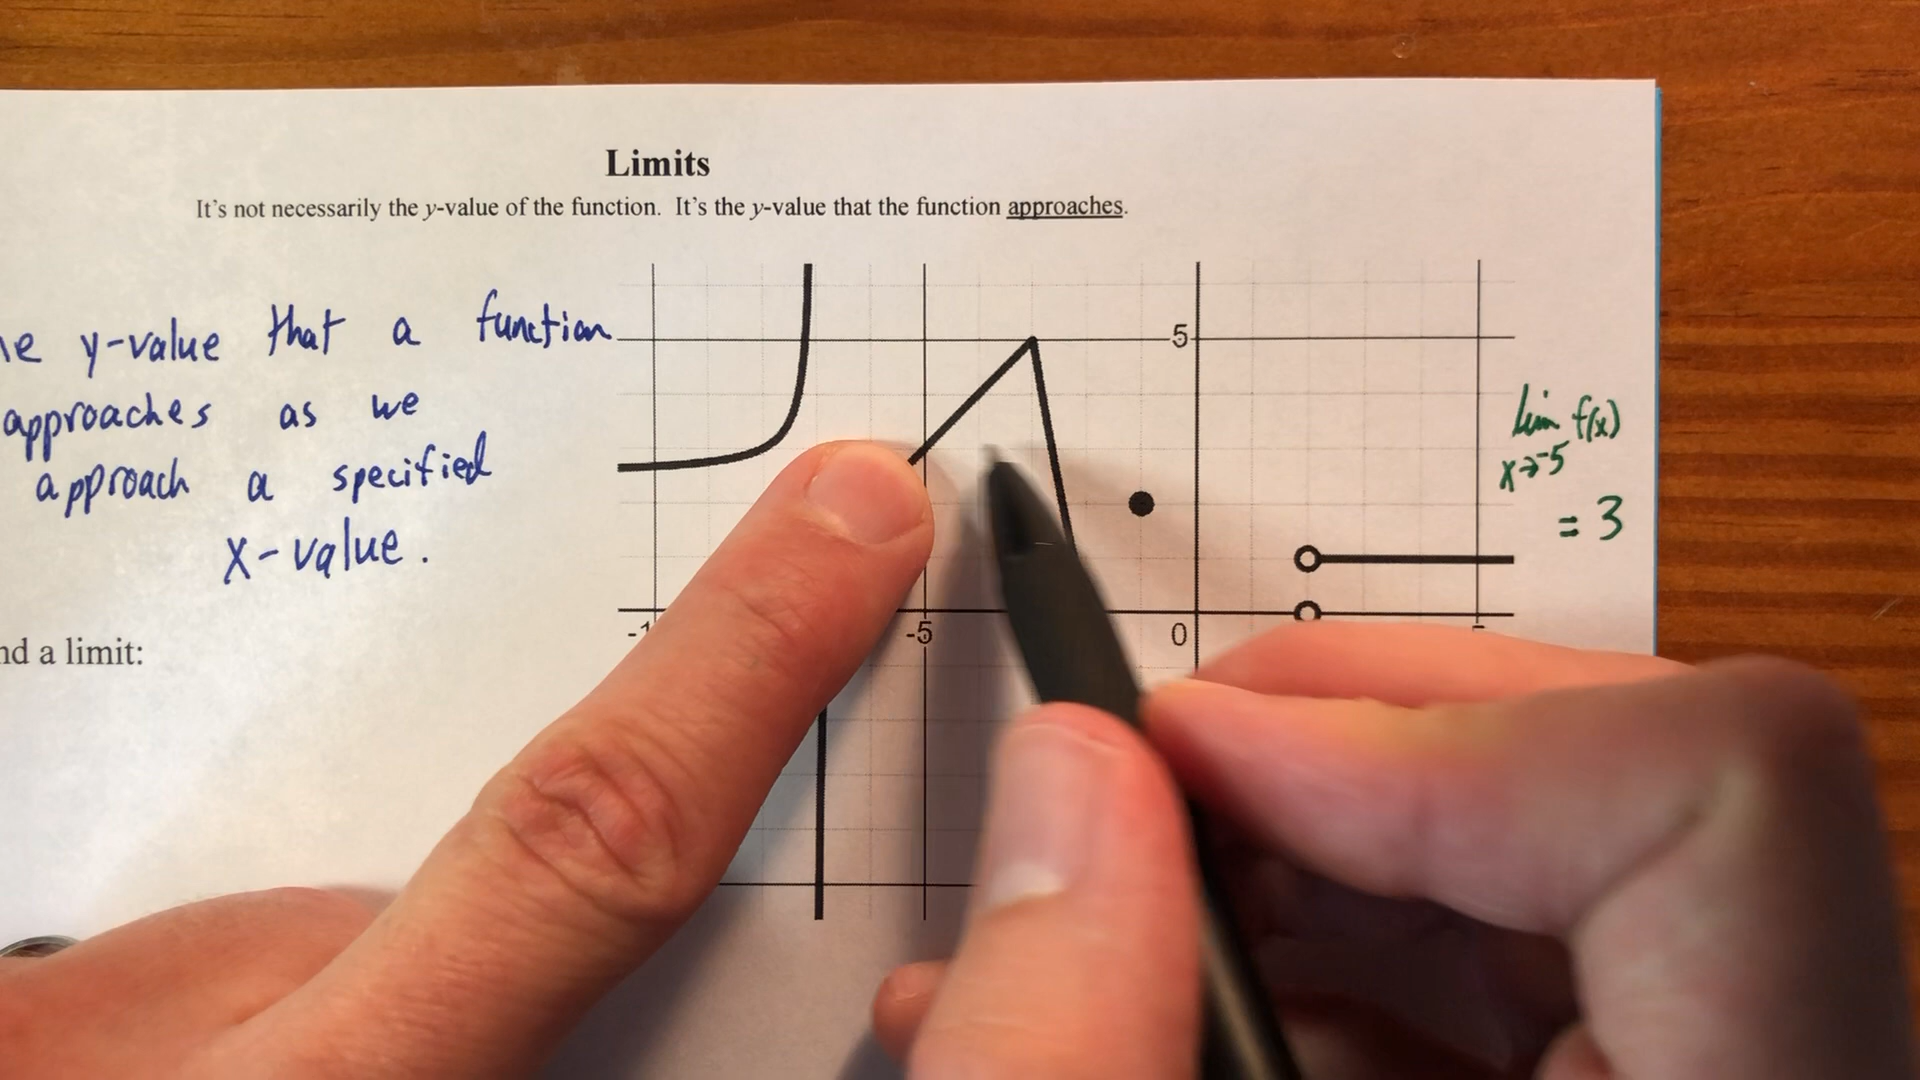 Limits
It's not necessarily the y-value of the function. It's the y-value that the function approaches.
y-value that a function
approaches as we
approach a specified
x-value.
nd a limit:
5
-5
0
lim f(x)
x→-5
= 3